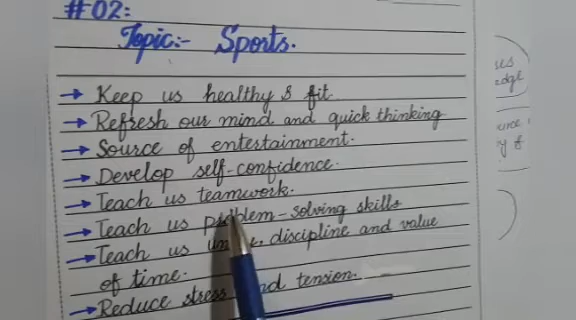 #02:
Topic:- Sports.
→ Keep us healthy & fit
→ Refresh our mind and quick thinking
→ Source of entertainment.
→ Develop self-confidence.
→ Teach us teamwork.
→ Teach us problem-solving skills
→ Teach us discipline and value
of time.
→ Reduce stress and tension.